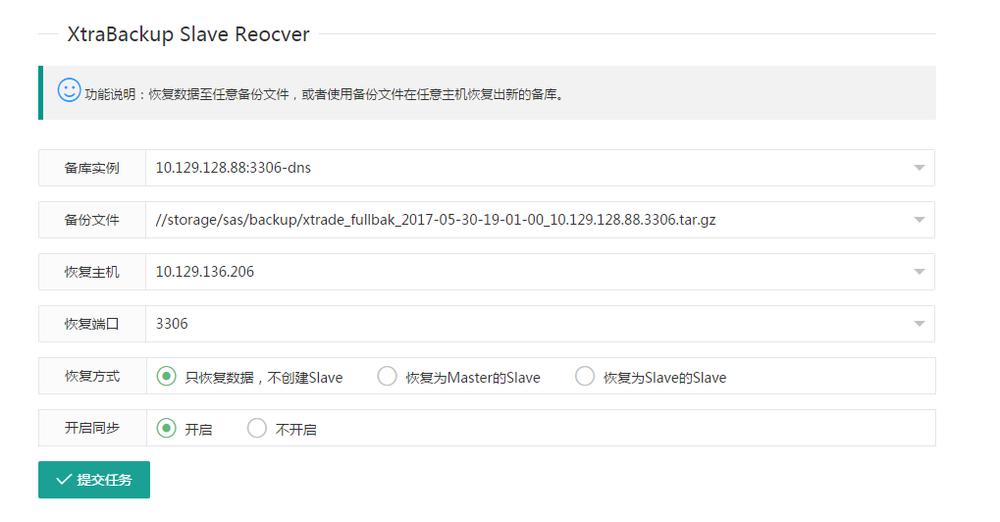 XtraBackup Slave Reocver
功能说明：恢复数据至任意备份文件，或者使用备份文件在任意主机恢复出新的备库。
备库实例 10.129.128.88:3306-dns
备份文件 //storage/sas/backup/xtrade_fullbak_2017-05-30-19-01-00_10.129.128.88.3306.tar.gz
恢复主机 10.129.136.206
恢复端口 3306
恢复方式 只恢复数据，不创建Slave 恢复为Master的Slave 恢复为Slave的Slave
开启同步 开启 不开启
提交任务